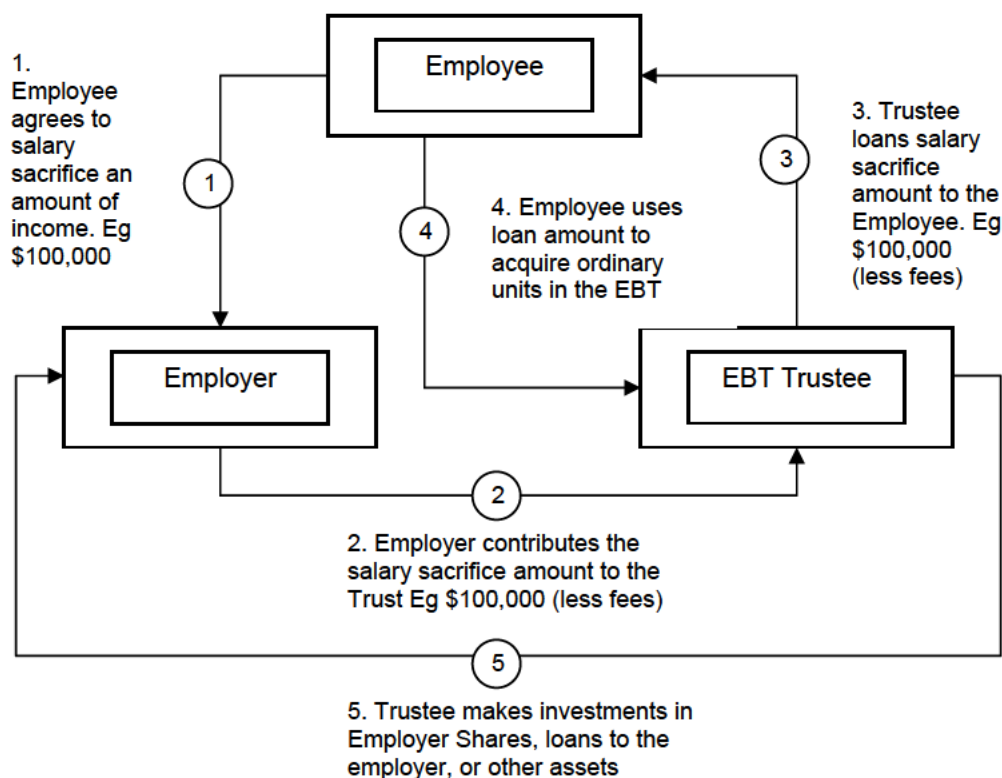 Employee
1.
Employee
agrees to
salary
sacrifice an
amount of
income. Eg
$100,000
1
3
3. Trustee
loans salary
sacrifice
amount to the
Employee. Eg
$100,000
(less fees)
4
4. Employee uses
loan amount to
acquire ordinary
units in the EBT
Employer
EBT Trustee
2
2. Employer contributes the
salary sacrifice amount to the
Trust Eg $100,000 (less fees)
5
5. Trustee makes investments in
Employer Shares, loans to the
employer, or other assets